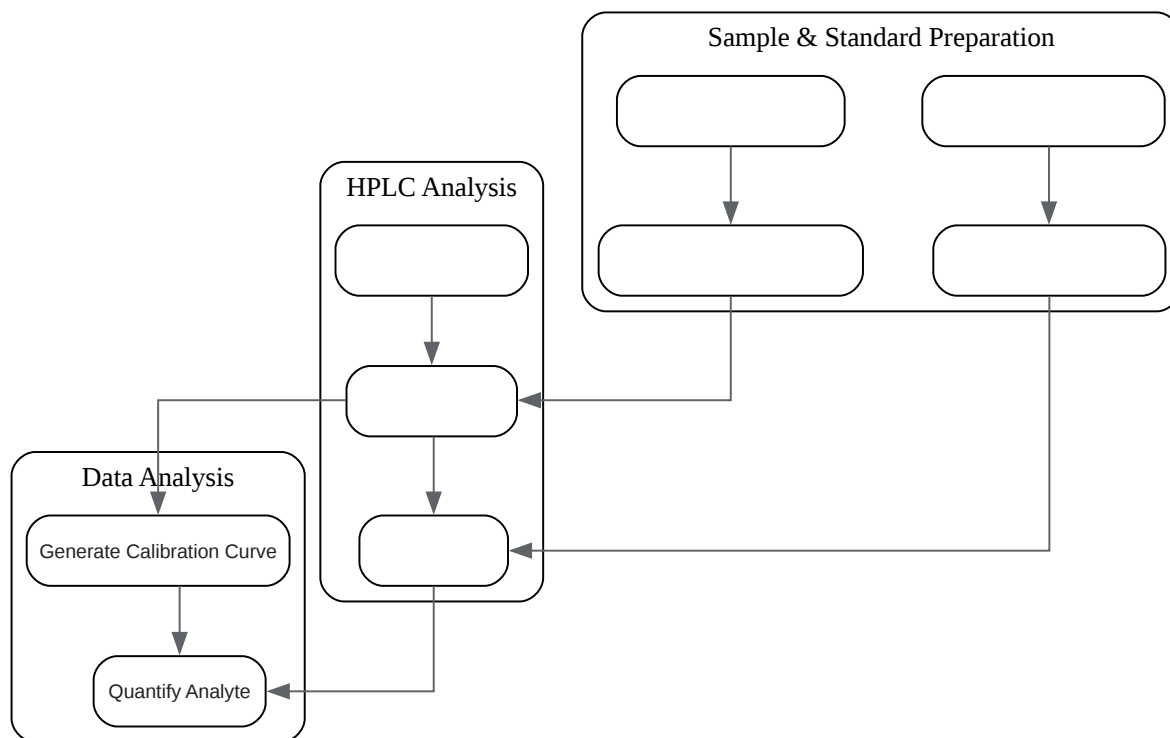 Sample & Standard Preparation
HPLC Analysis
Data Analysis
Generate Calibration Curve
Quantify Analyte